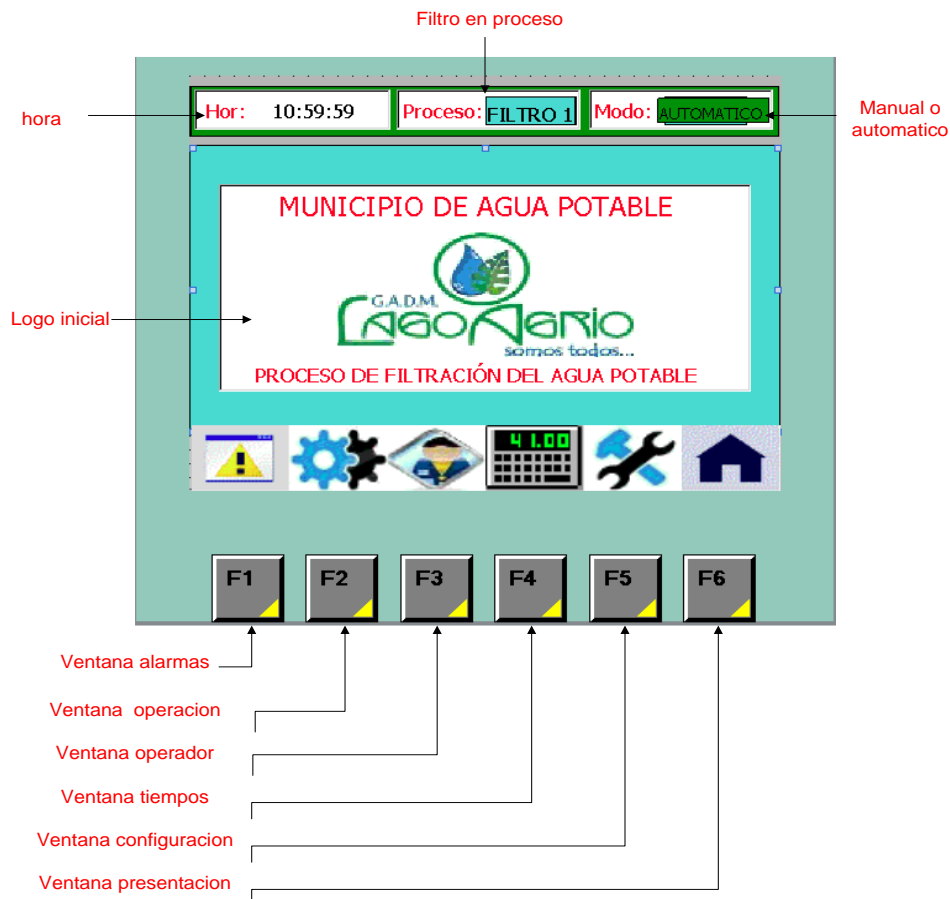 Filtro en proceso
hora
Hor: 10:59:59 Proceso: FILTRO 1 Modo: AUTOMATICO
Manual o
automatico
MUNICIPIO DE AGUA POTABLE
G.A.D.M.
LAGO AGRIO
somos todos...
Logo inicial
PROCESO DE FILTRACIÓN DEL AGUA POTABLE
41.00
F1 F2 F3 F4 F5 F6
Ventana alarmas
Ventana operacion
Ventana operador
Ventana tiempos
Ventana configuracion
Ventana presentacion